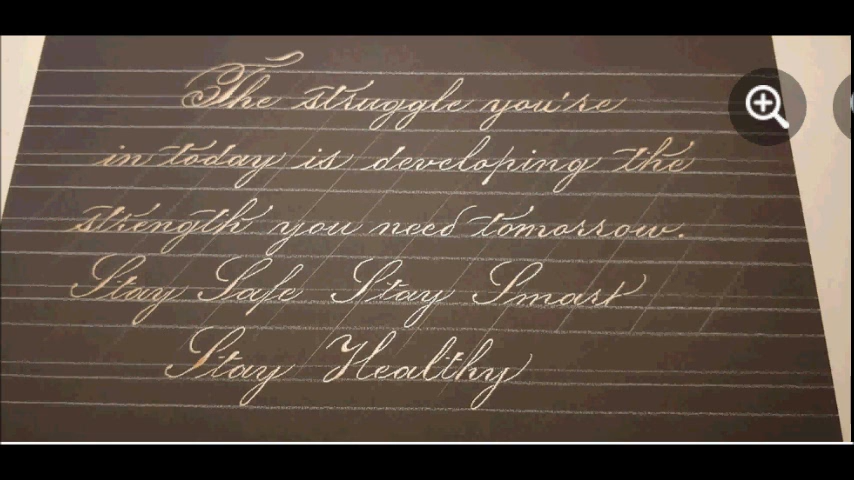 The struggle you're
in today is developing the
strength you need tomorrow.
Stay Safe Stay Smart
Stay Healthy